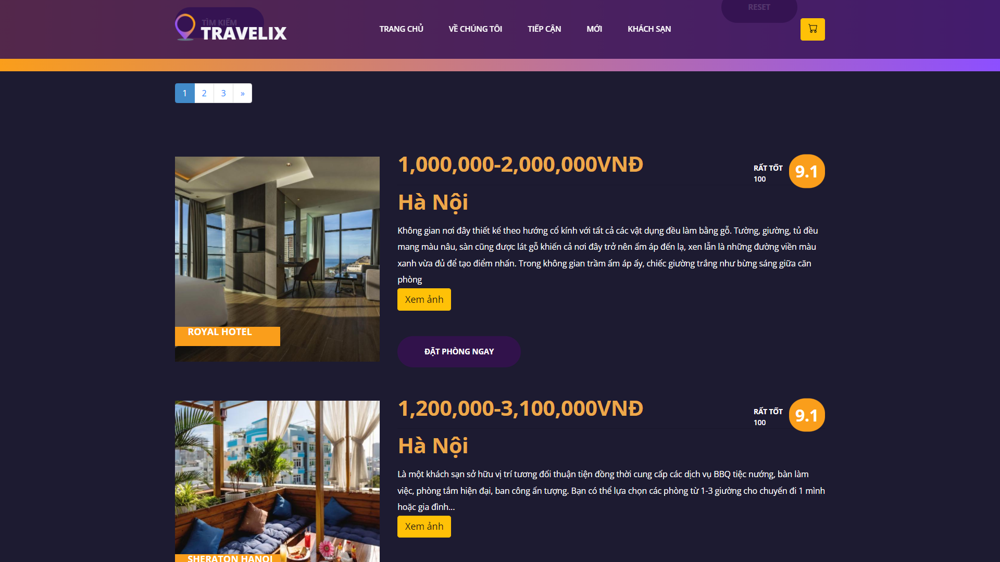 TÌM KIẾM
RESET
TRAVELIX
TRANG CHỦ
VỀ CHÚNG TÔI
TIẾP CẬN
MỚI
KHÁCH SẠN
1
2
3
»
1,000,000-2,000,000VNĐ
RẤT TỐT
100
9.1
Hà Nội
Không gian nơi đây thiết kế theo hướng cổ kính với tất cả các vật dụng đều làm bằng gỗ. Tường, giường, tủ đều
mang màu nâu, sàn cũng được lát gỗ khiến cả nơi đây trở nên ấm áp đến lạ, xen lẫn là những đường viền màu
xanh vừa đủ để tạo điểm nhấn. Trong không gian trầm ấm áp ấy, chiếc giường trắng như bừng sáng giữa căn
phòng
Xem ảnh
ROYAL HOTEL
ĐẶT PHÒNG NGAY
1,200,000-3,100,000VNĐ
RẤT TỐT
100
9.1
Hà Nội
Là một khách sạn sở hữu vị trí tương đối thuận tiện đồng thời cung cấp các dịch vụ BBQ tiệc nướng, bàn làm
việc, phòng tắm hiện đại, ban công ấn tượng. Bạn có thể lựa chọn các phòng từ 1-3 giường cho chuyến đi 1 mình
hoặc gia đình...
Xem ảnh
SHERATON HANOI